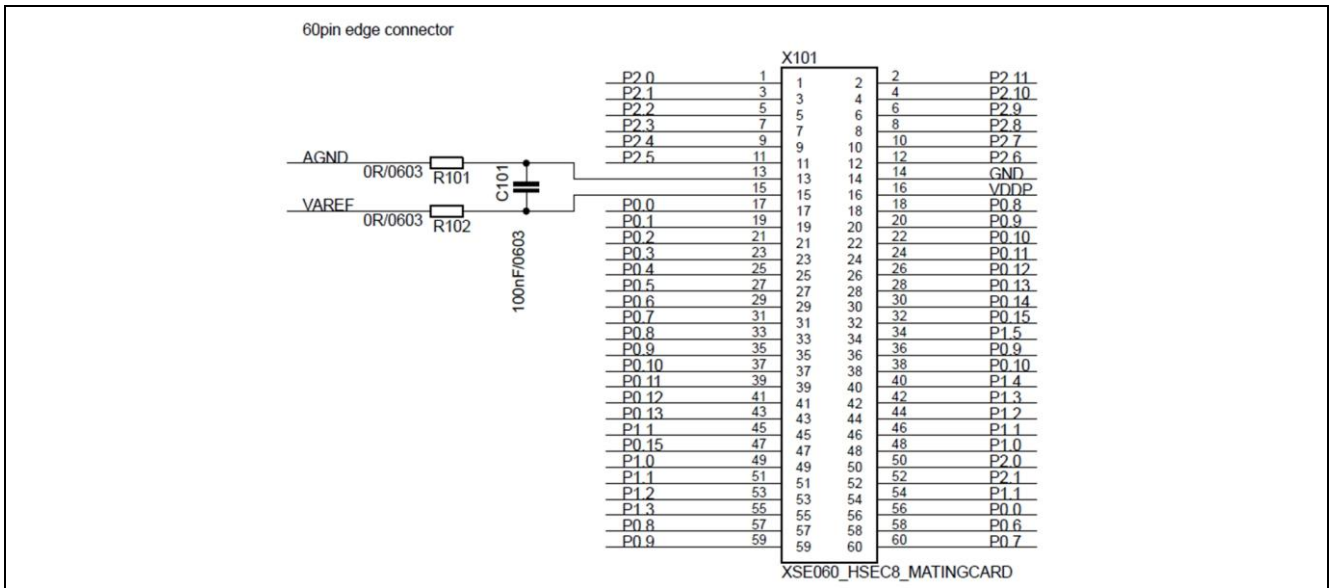 60pin edge connector
X101
P2.0 1 1 2 2 P2.11
P2.1 3 3 4 4 P2.10
P2.2 5 5 6 6 P2.9
P2.3 7 7 8 8 P2.8
P2.4 9 9 10 10 P2.7
P2.5 11 11 12 12 P2.6
AGND 0R/0603 R101 C101 13 13 14 14 GND
15 15 16 16 VDDP
VAREF 0R/0603 R102 100nF/0603
P0.0 17 17 18 18 P0.8
P0.1 19 19 20 20 P0.9
P0.2 21 21 22 22 P0.10
P0.3 23 23 24 24 P0.11
P0.4 25 25 26 26 P0.12
P0.5 27 27 28 28 P0.13
P0.6 29 29 30 30 P0.14
P0.7 31 31 32 32 P0.15
P0.8 33 33 34 34 P1.5
P0.9 35 35 36 36 P0.9
P0.10 37 37 38 38 P0.10
P0.11 39 39 40 40 P1.4
P0.12 41 41 42 42 P1.3
P0.13 43 43 44 44 P1.2
P1.1 45 45 46 46 P1.1
P0.15 47 47 48 48 P1.0
P1.0 49 49 50 50 P2.0
P1.1 51 51 52 52 P2.1
P1.2 53 53 54 54 P1.1
P1.3 55 55 56 56 P0.0
P0.8 57 57 58 58 P0.6
P0.9 59 59 60 60 P0.7
XSE060_HSEC8_MATINGCARD